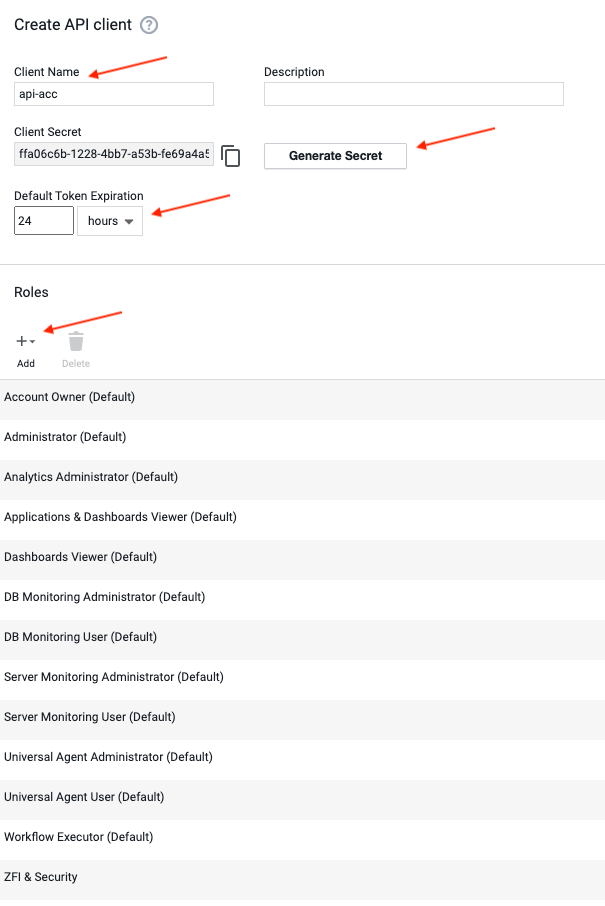 Create API client ?
Client Name Description
api-acc
Client Secret
ffa06c6b-1228-4bb7-a53b-fe69a4a5 Generate Secret
Default Token Expiration
24 hours
Roles
Add Delete
Account Owner (Default)
Administrator (Default)
Analytics Administrator (Default)
Applications & Dashboards Viewer (Default)
Dashboards Viewer (Default)
DB Monitoring Administrator (Default)
DB Monitoring User (Default)
Server Monitoring Administrator (Default)
Server Monitoring User (Default)
Universal Agent Administrator (Default)
Universal Agent User (Default)
Workflow Executor (Default)
ZFI & Security